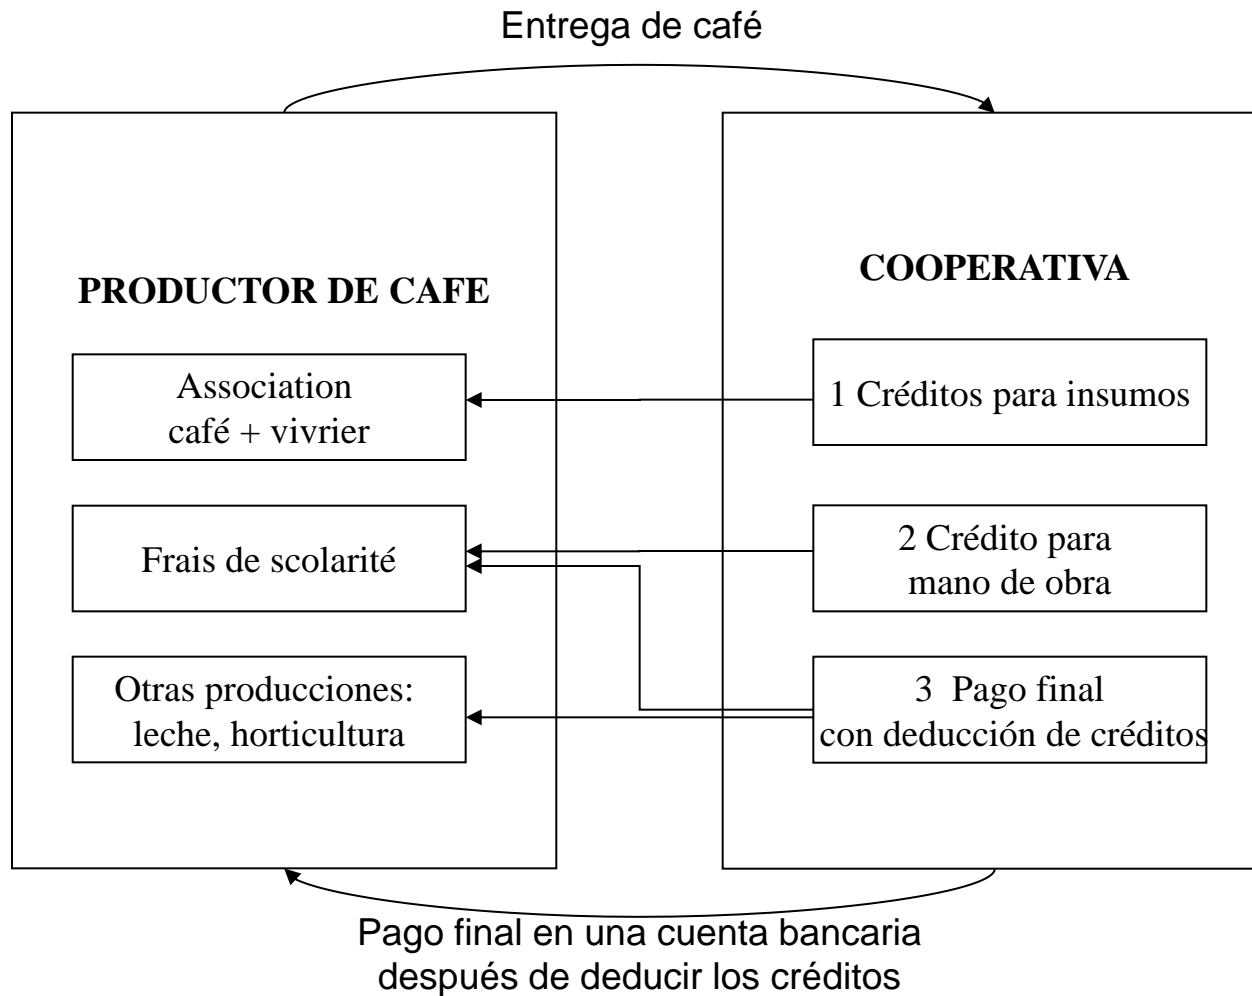 Entrega de café
PRODUCTOR DE CAFE
COOPERATIVA
Association
café + vivrier
1 Créditos para insumos
Frais de scolarité
2 Crédito para
mano de obra
Otras producciones:
leche, horticultura
3 Pago final
con deducción de créditos
Pago final en una cuenta bancaria
después de deducir los créditos